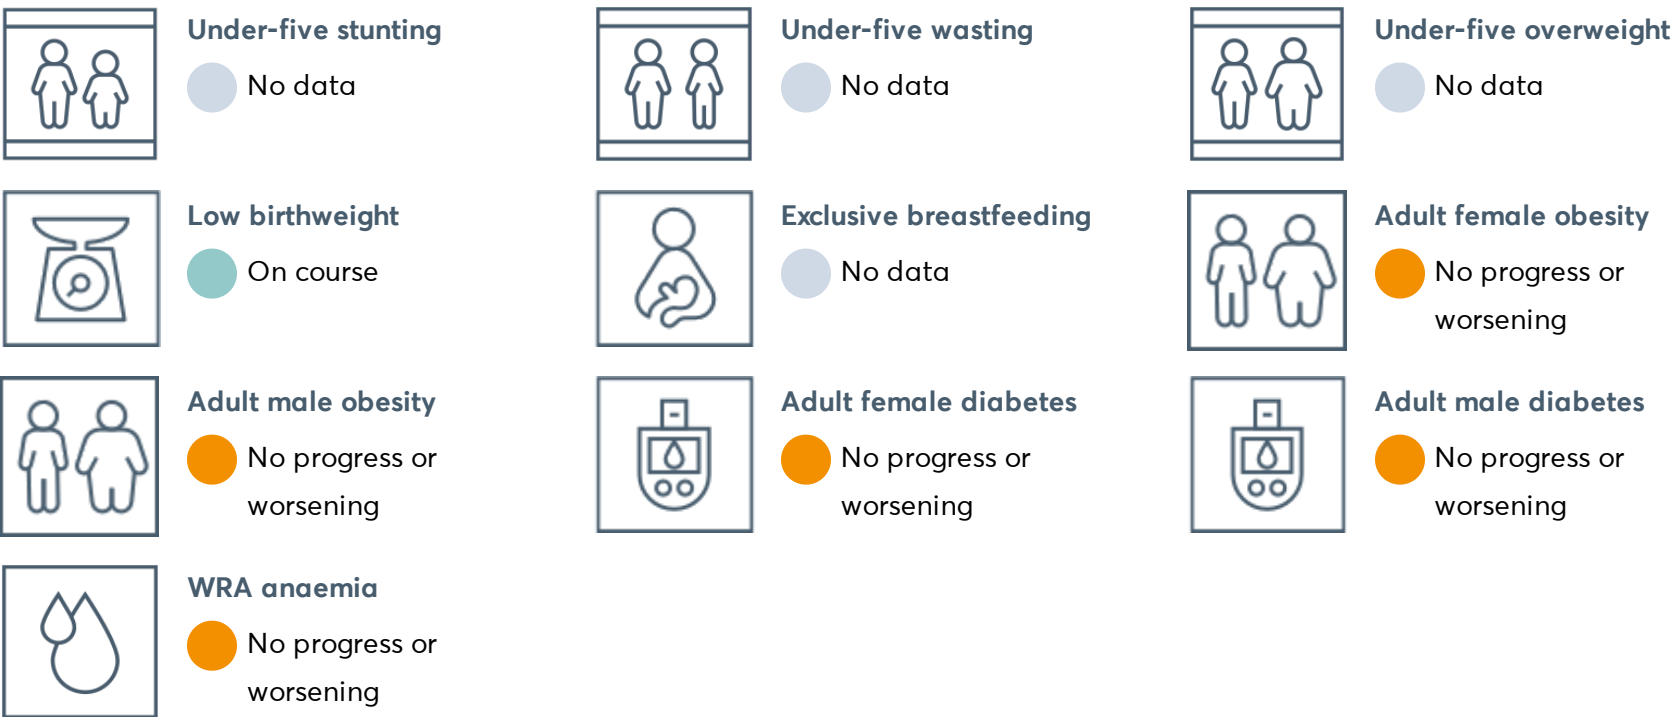 Under-five stunting
No data
Under-five wasting
No data
Under-five overweight
No data
Low birthweight
On course
Exclusive breastfeeding
No data
Adult female obesity
No progress or
worsening
Adult male obesity
No progress or
worsening
Adult female diabetes
No progress or
worsening
Adult male diabetes
No progress or
worsening
WRA anaemia
No progress or
worsening